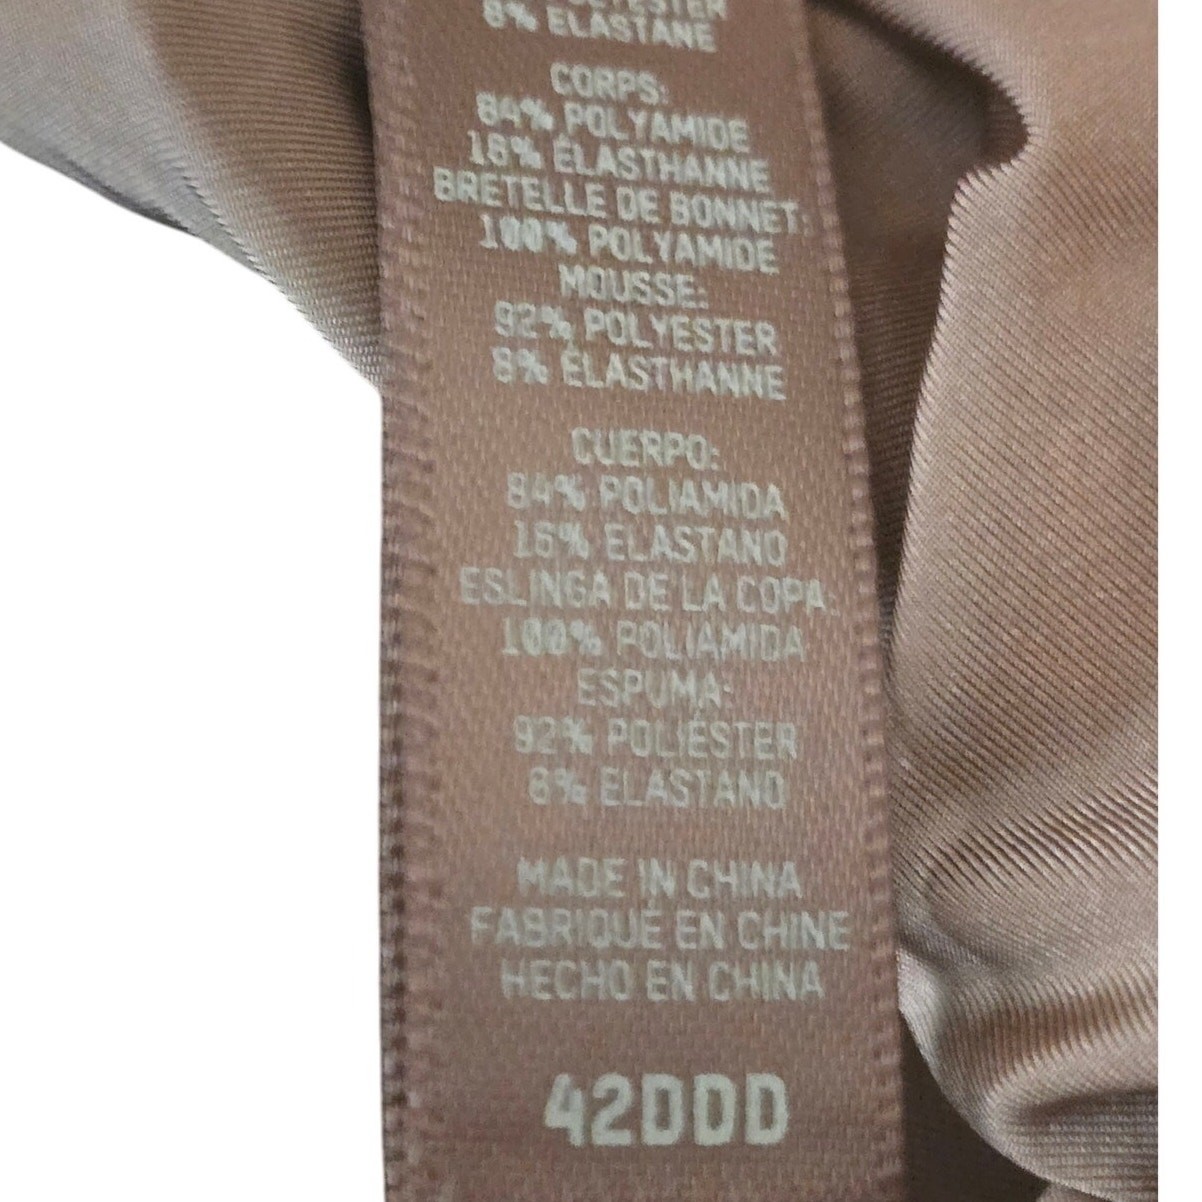 POLYESTER
8% ELASTANE
CORPS:
84% POLYAMIDE
16% ÉLASTHANNE
BRETELLE DE BONNET:
100% POLYAMIDE
MOUSSE:
92% POLYESTER
8% ÉLASTHANNE
CUERPO:
84% POLIAMIDA
16% ELASTANO
ESLINGA DE LA COPA:
100% POLIAMIDA
ESPUMA:
92% POLIÉSTER
8% ELASTANO
MADE IN CHINA
FABRIQUÉ EN CHINE
HECHO EN CHINA
42DDD